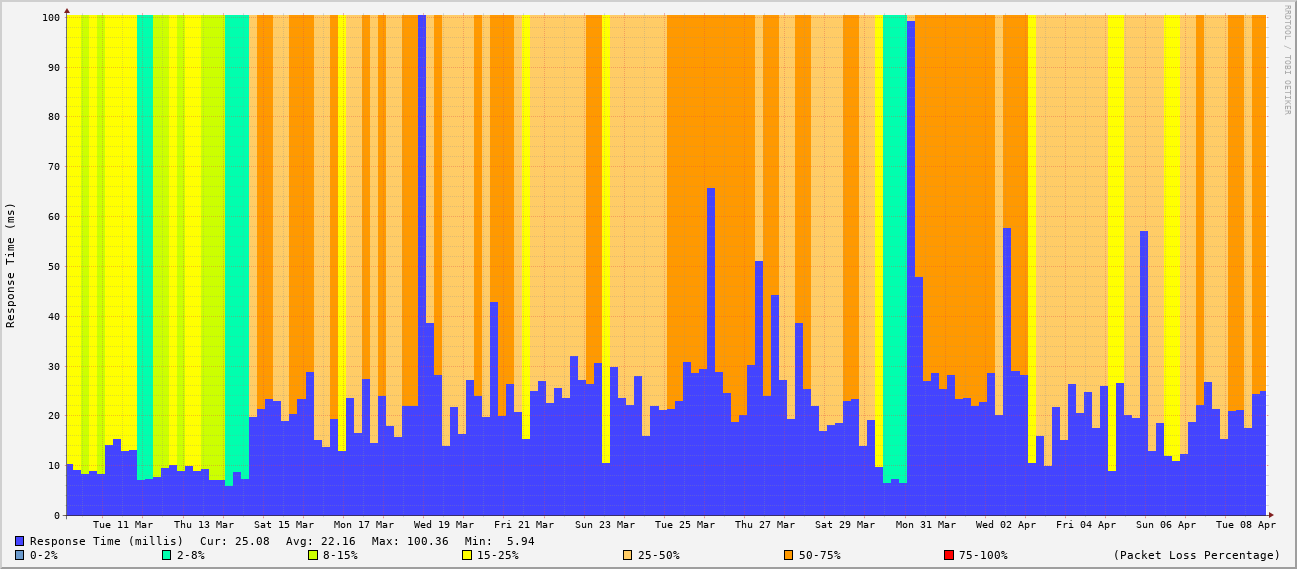 RRDTOOL / TOBI OETIKER
Response Time (ms)
100
90
80
70
60
50
40
30
20
10
0
Tue 11 Mar Thu 13 Mar Sat 15 Mar Mon 17 Mar Wed 19 Mar Fri 21 Mar Sun 23 Mar Tue 25 Mar Thu 27 Mar Sat 29 Mar Mon 31 Mar Wed 02 Apr Fri 04 Apr Sun 06 Apr Tue 08 Apr
Response Time (millis) Cur: 25.08 Avg: 22.16 Max: 100.36 Min: 5.94
0-2% 2-8% 8-15% 15-25% 25-50% 50-75% 75-100% (Packet Loss Percentage)